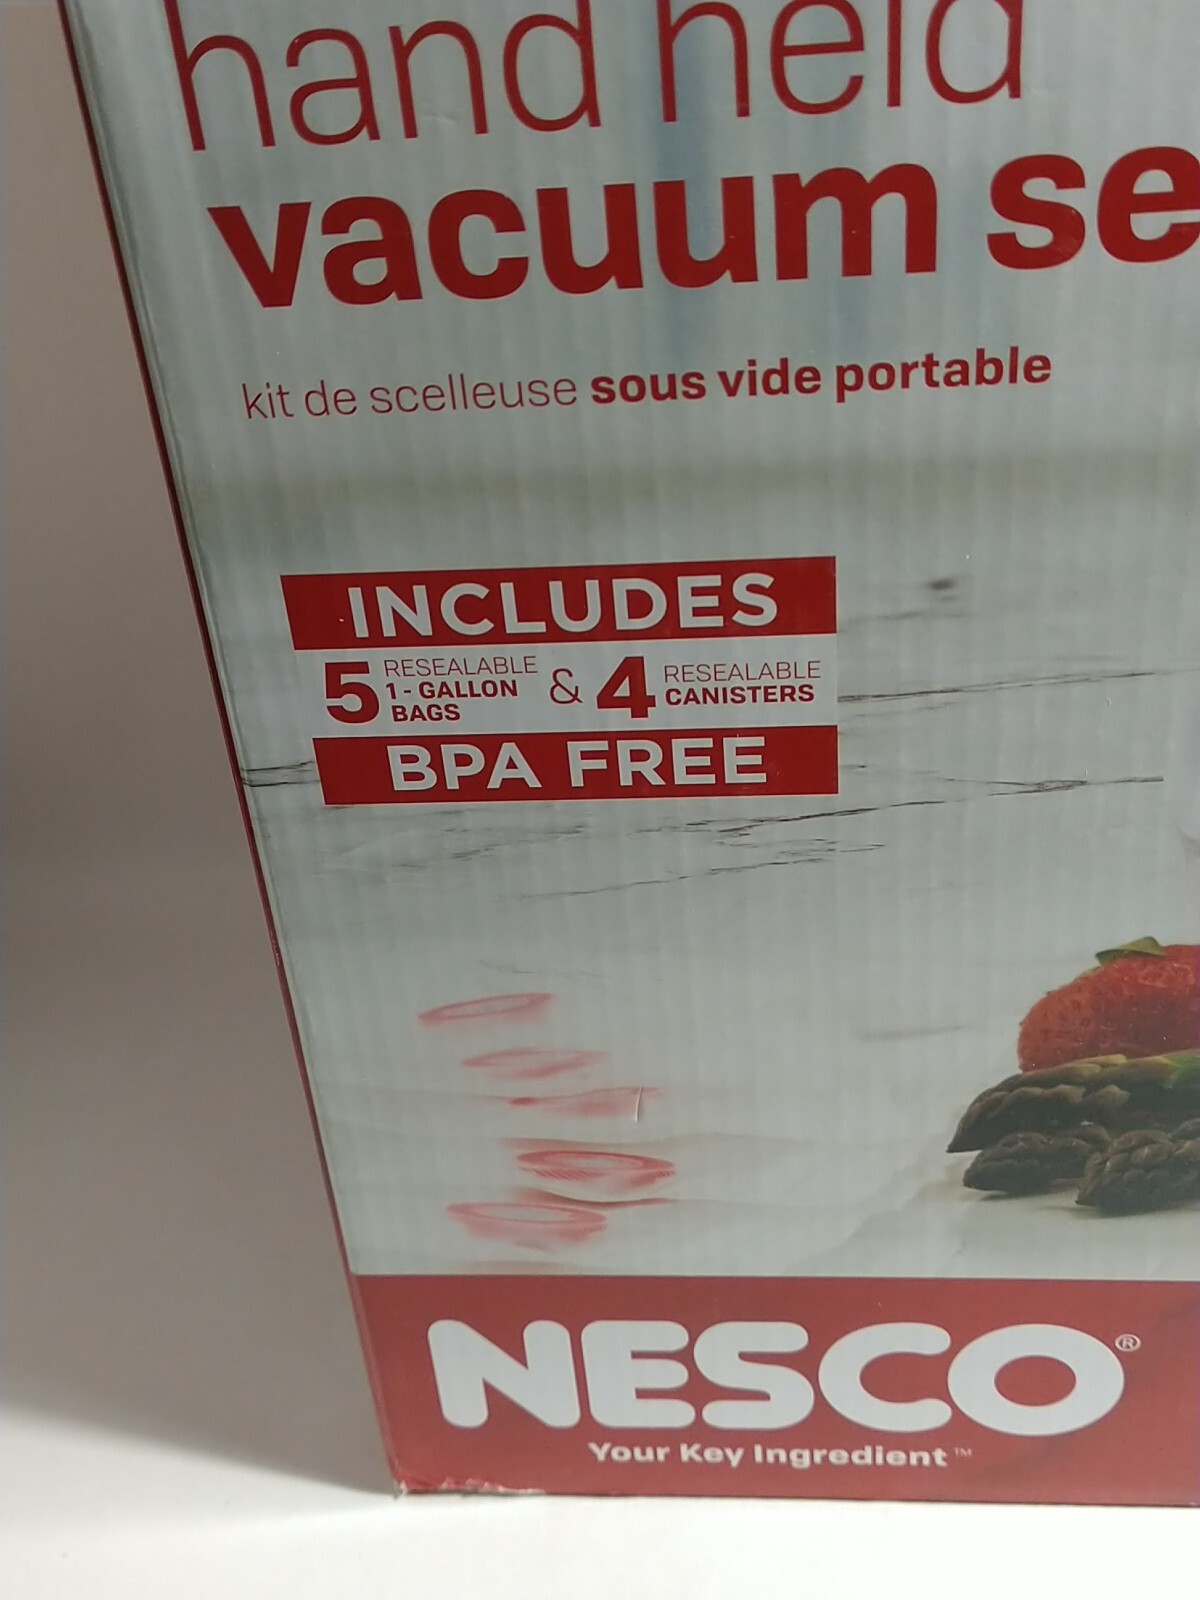 hand held
vacuum se
kit de scelleuse sous vide portable
INCLUDES
5 RESEALABLE 1-GALLON BAGS & 4 RESEALABLE CANISTERS
BPA FREE
NESCO®
Your Key Ingredient™